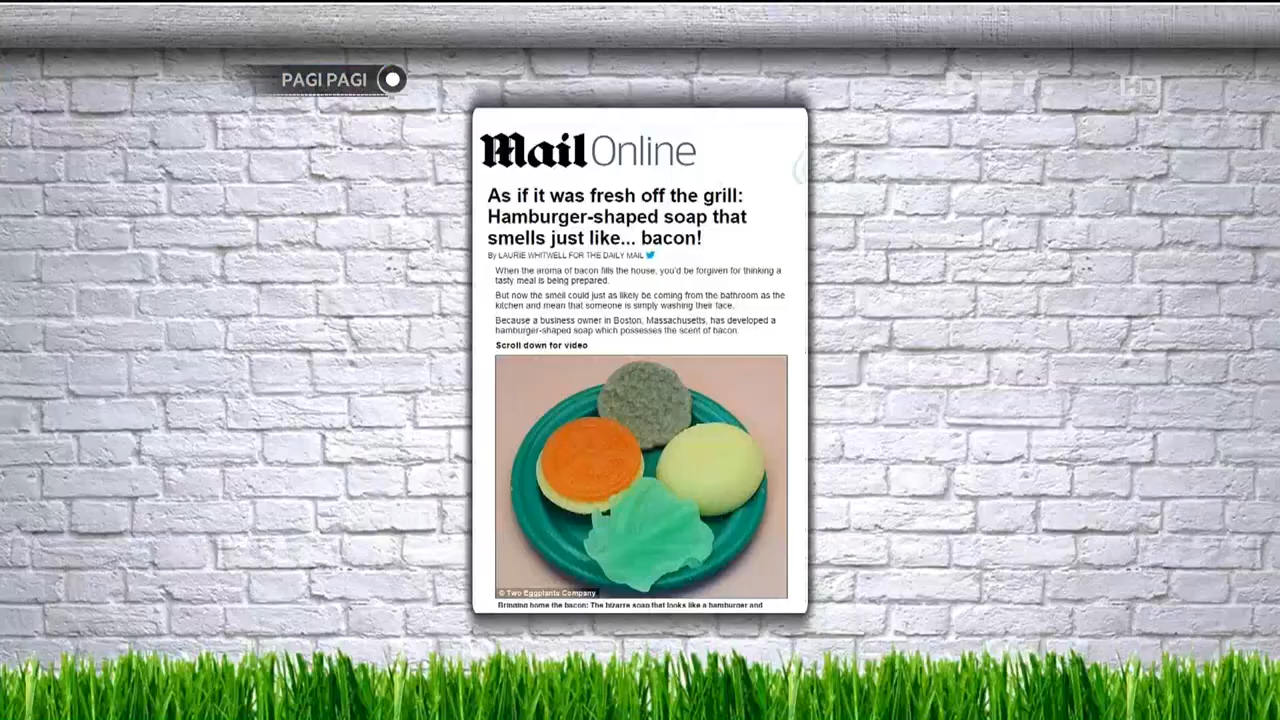 PAGI PAGI
NET
HD
Mail Online
As if it was fresh off the grill:
Hamburger-shaped soap that
smells just like... bacon!
By LAURIE WHITWELL FOR THE DAILY MAIL
When the aroma of bacon fills the house, you'd be forgiven for thinking a
tasty meal is being prepared.
But now the smell could just as likely be coming from the bathroom as the
kitchen and mean that someone is simply washing their face.
Because a business owner in Boston, Massachusetts, has developed a
hamburger-shaped soap which possesses the scent of bacon.
Scroll down for video
© Two Eggplants Company
Bringing home the bacon: The bizarre soap that looks like a hamburger and